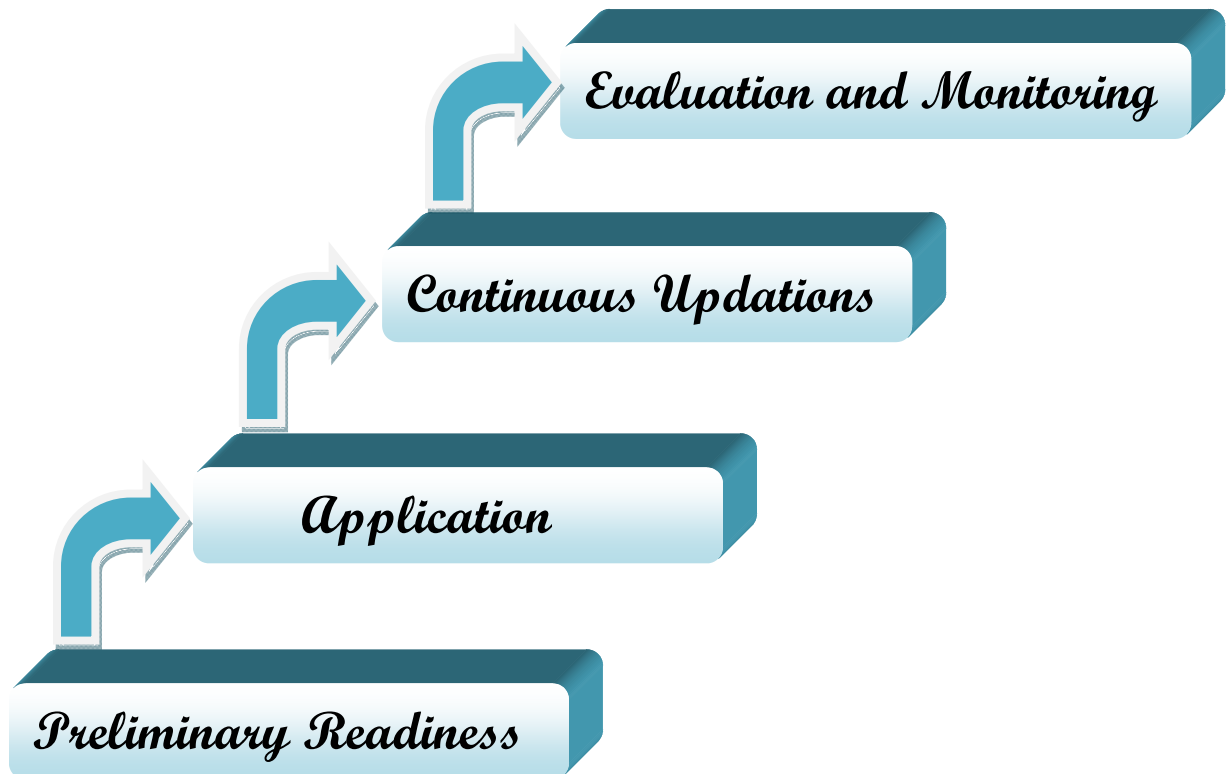 Evaluation and Monitoring
Continuous Updations
Application
Preliminary Readiness